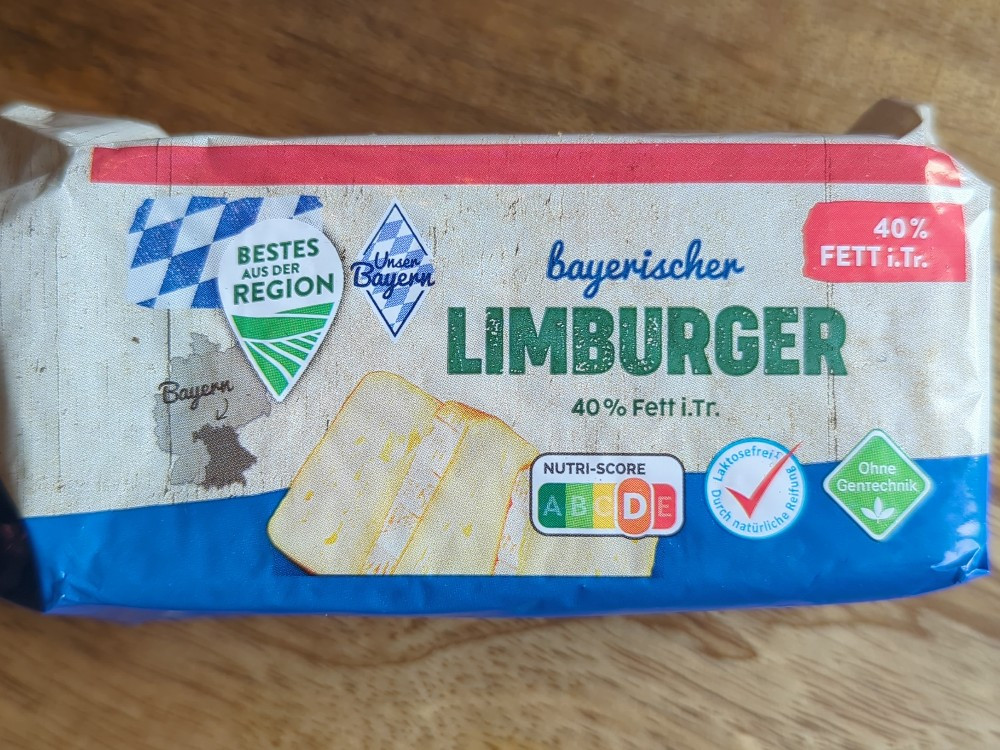 40%
FETT i.Tr.
BESTES
AUS DER
REGION
Unser
Bayern
bayerischer
LIMBURGER
40% Fett i.Tr.
Bayern
NUTRI-SCORE
ABCDE
Laktosefrei
Durch natürliche Reifung
Ohne
Gentechnik